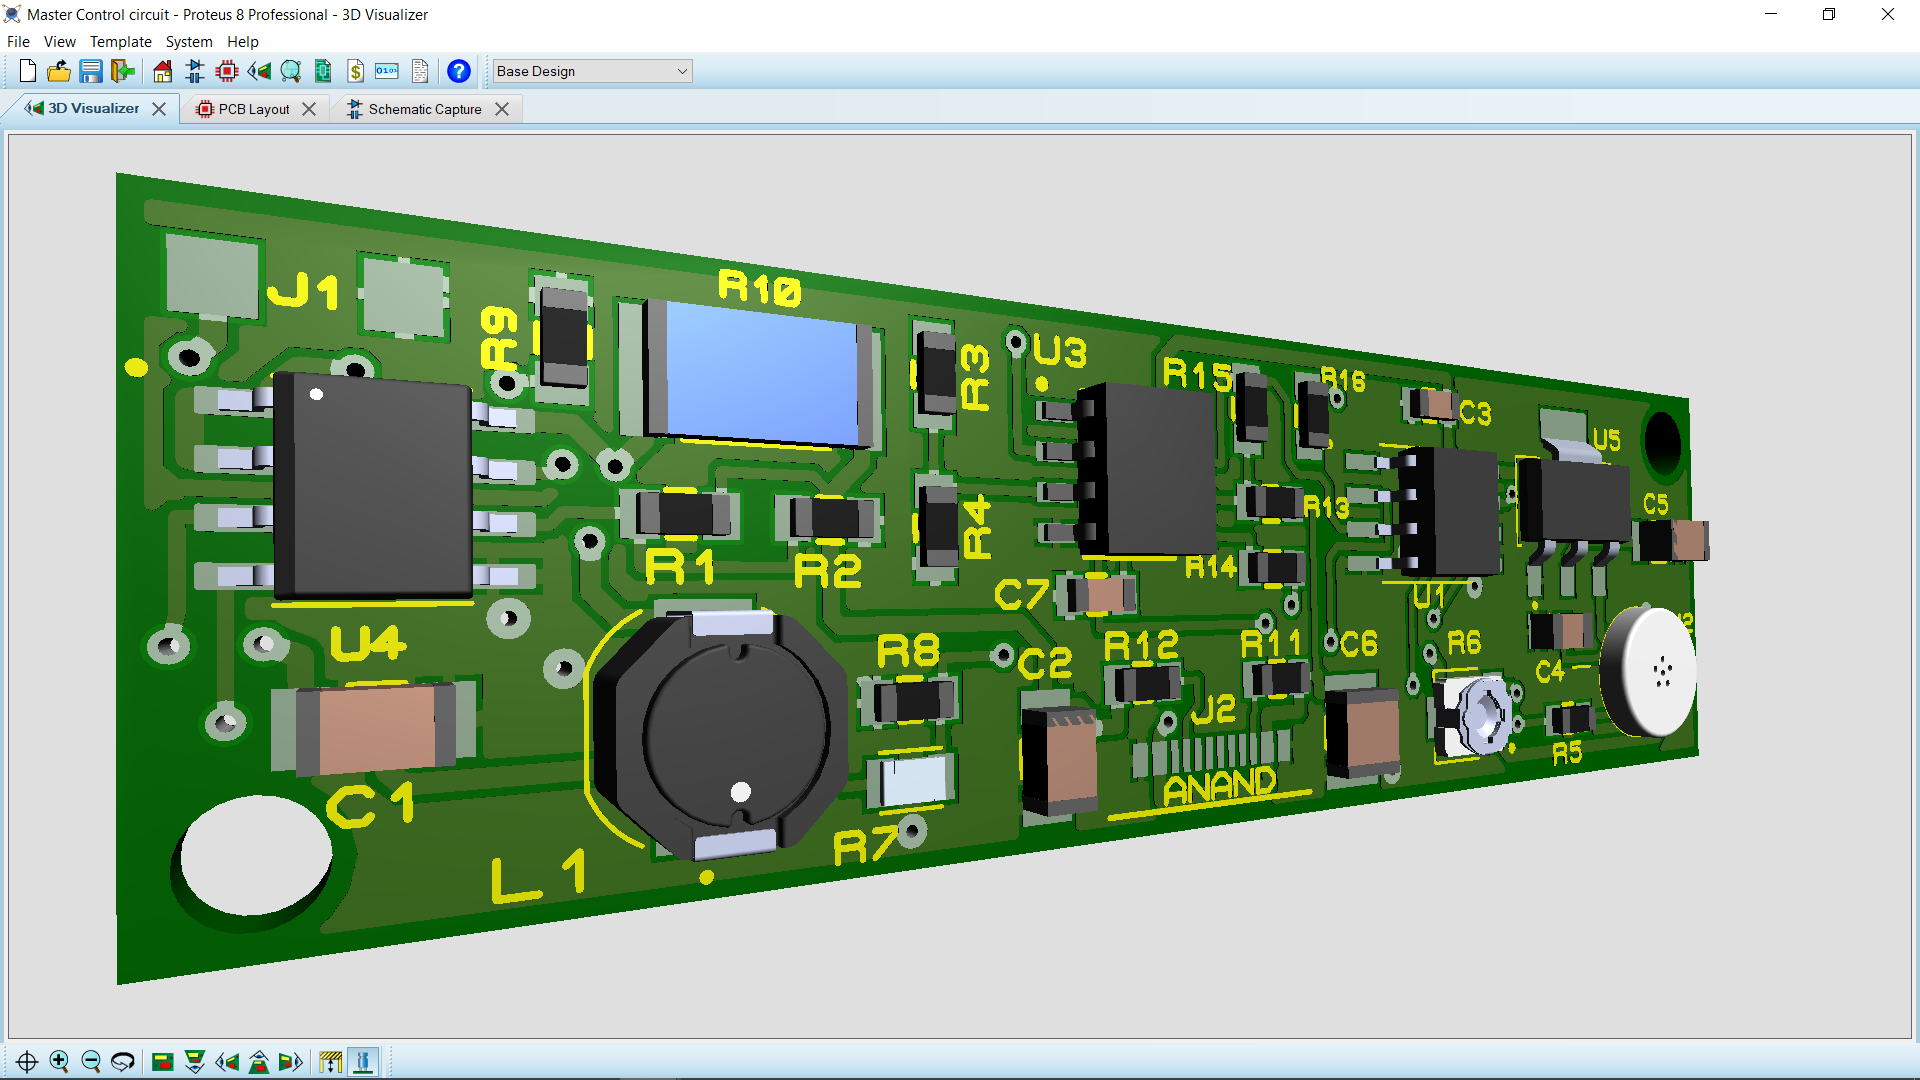 Master Control circuit - Proteus 8 Professional - 3D Visualizer
File View Template System Help
Base Design
3D Visualizer
PCB Layout
Schematic Capture
J1
R9
R10
R3
U3
R15
R16
C3
U5
C5
R4
R13
R1
R2
R14
C7
U1
U4
R8
C2
R12
R11
C6
R6
C4
J2
R5
ANAND
C1
R7
L1